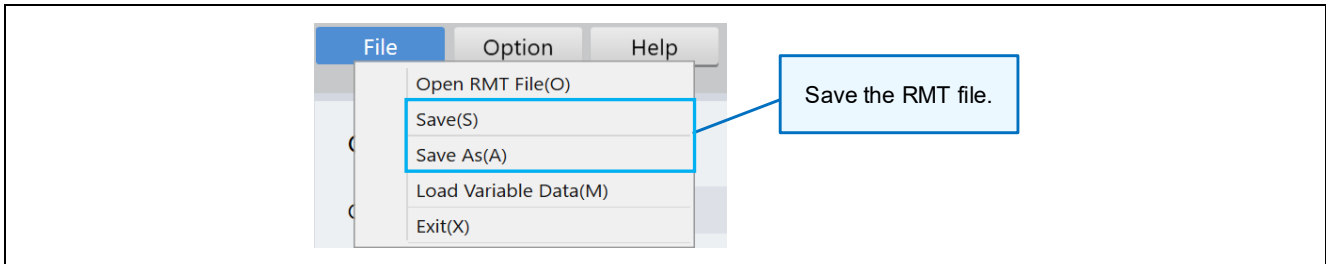 File Option Help
Open RMT File(O)
Save(S)
Save As(A)
Load Variable Data(M)
Exit(X)
Save the RMT file.